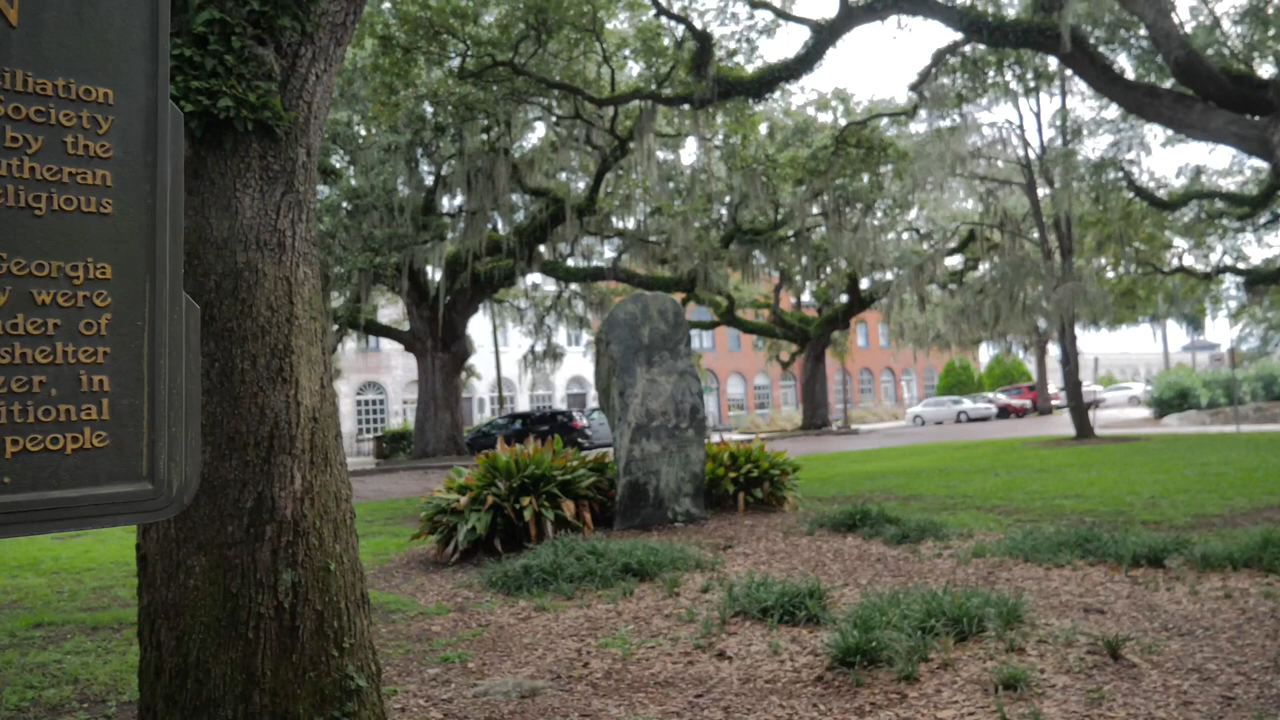 N
iliation
Society
by the
utheran
eligious
Georgia
y were
nder of
shelter
zer, in
itional
people
.